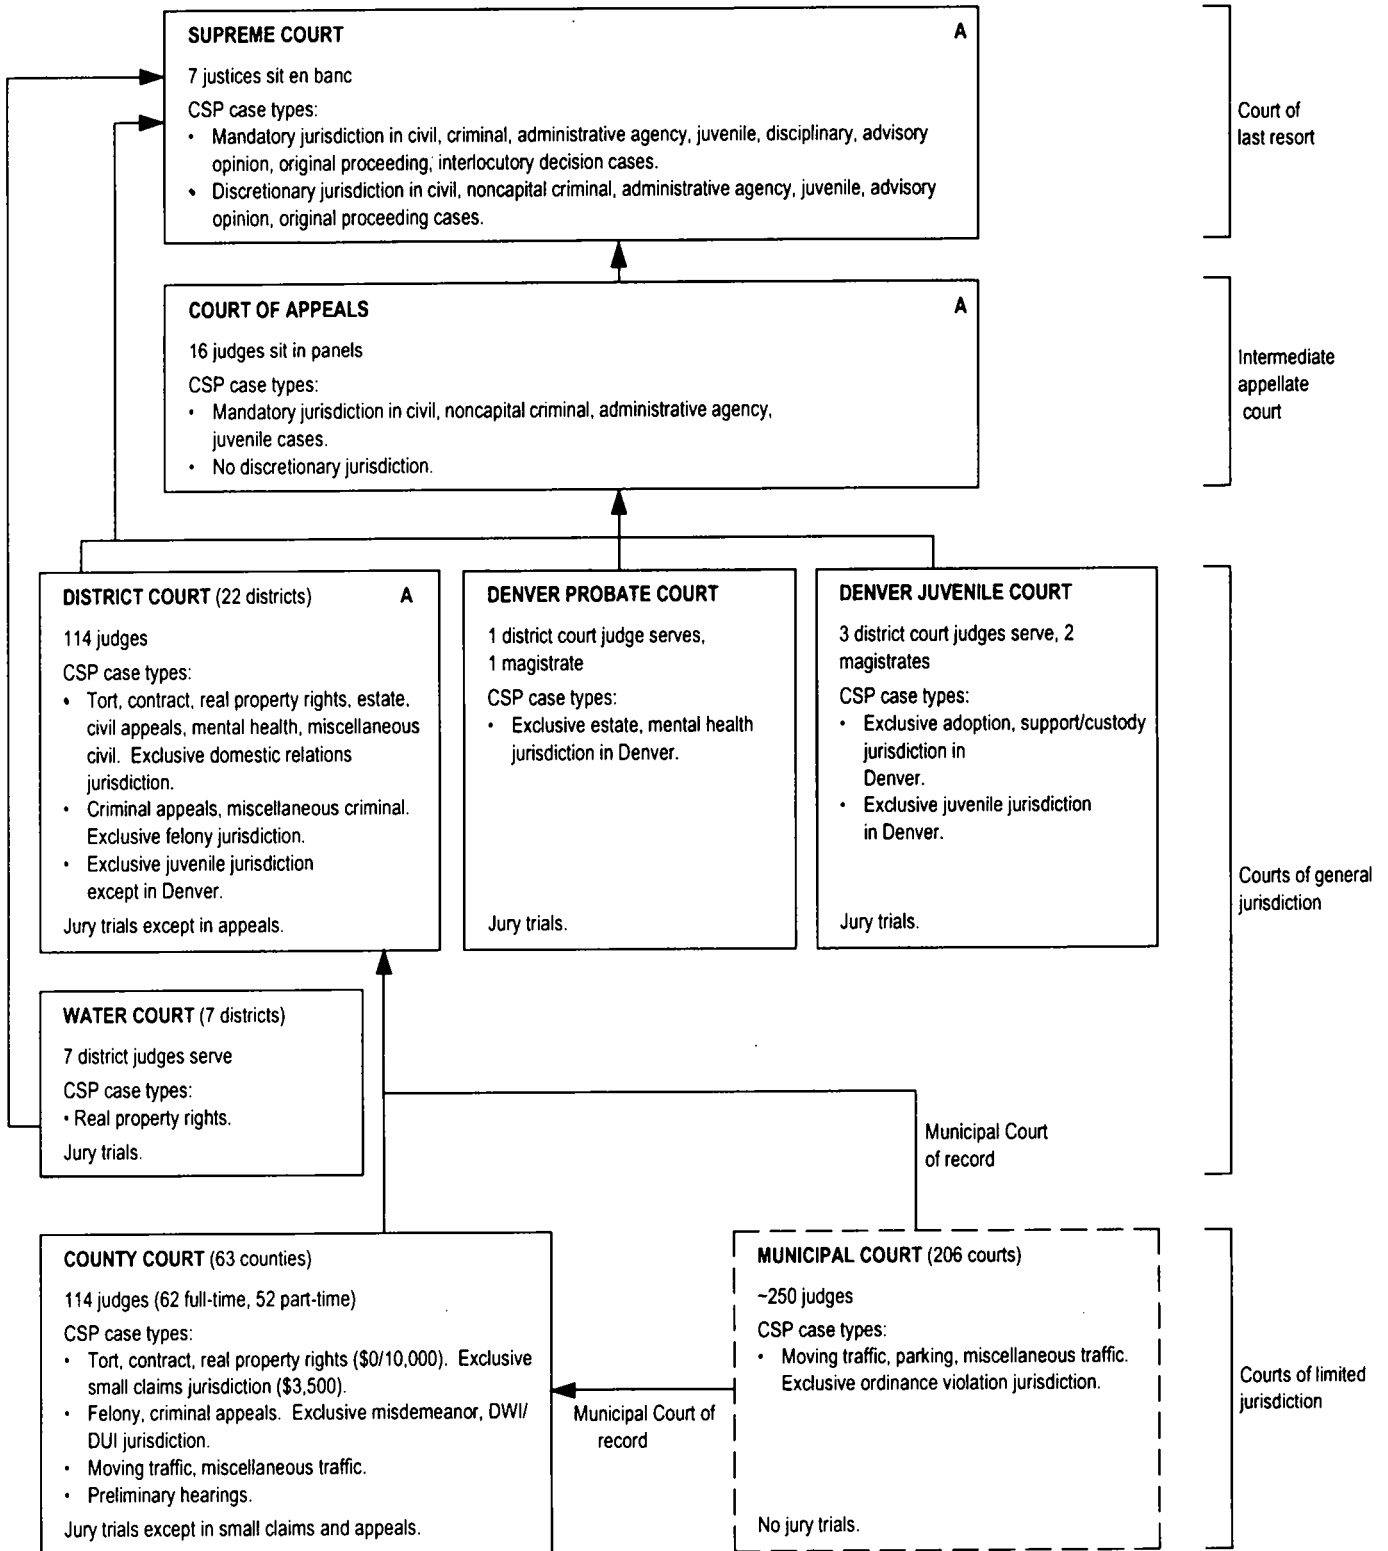 SUPREME COURT A
7 justices sit en banc
CSP case types:
• Mandatory jurisdiction in civil, criminal, administrative agency, juvenile, disciplinary, advisory
opinion, original proceeding, interlocutory decision cases.
• Discretionary jurisdiction in civil, noncapital criminal, administrative agency, juvenile, advisory
opinion, original proceeding cases.
Court of
last resort
COURT OF APPEALS A
16 judges sit in panels
CSP case types:
• Mandatory jurisdiction in civil, noncapital criminal, administrative agency,
juvenile cases.
• No discretionary jurisdiction.
Intermediate
appellate
court
DISTRICT COURT (22 districts) A
114 judges
CSP case types:
• Tort, contract, real property rights, estate,
civil appeals, mental health, miscellaneous
civil. Exclusive domestic relations
jurisdiction.
• Criminal appeals, miscellaneous criminal.
Exclusive felony jurisdiction.
• Exclusive juvenile jurisdiction
except in Denver.
Jury trials except in appeals.
DENVER PROBATE COURT
1 district court judge serves,
1 magistrate
CSP case types:
• Exclusive estate, mental health
jurisdiction in Denver.
Jury trials.
DENVER JUVENILE COURT
3 district court judges serve, 2
magistrates
CSP case types:
• Exclusive adoption, support/custody
jurisdiction in
Denver.
• Exclusive juvenile jurisdiction
in Denver.
Jury trials.
Courts of general
jurisdiction
WATER COURT (7 districts)
7 district judges serve
CSP case types:
• Real property rights.
Jury trials.
Municipal Court
of record
COUNTY COURT (63 counties)
114 judges (62 full-time, 52 part-time)
CSP case types:
• Tort, contract, real property rights ($0/10,000). Exclusive
small claims jurisdiction ($3,500).
• Felony, criminal appeals. Exclusive misdemeanor, DWI/
DUI jurisdiction.
• Moving traffic, miscellaneous traffic.
• Preliminary hearings.
Jury trials except in small claims and appeals.
Municipal Court of
record
MUNICIPAL COURT (206 courts)
~250 judges
CSP case types:
• Moving traffic, parking, miscellaneous traffic.
Exclusive ordinance violation jurisdiction.
No jury trials.
Courts of limited
jurisdiction